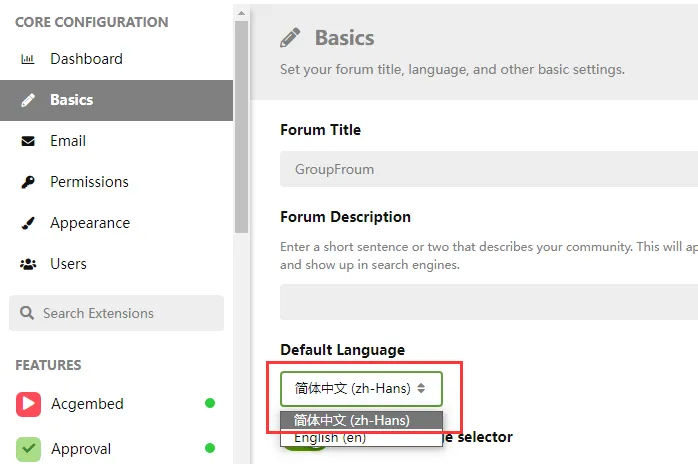 CORE CONFIGURATION
Dashboard
Basics
Email
Permissions
Appearance
Users
Search Extensions
FEATURES
Acgembed
Approval
Basics
Set your forum title, language, and other basic settings.
Forum Title
GroupFroum
Forum Description
Enter a short sentence or two that describes your community. This will ap
and show up in search engines.
Default Language
简体中文 (zh-Hans)
简体中文 (zh-Hans)
English (en)
selector